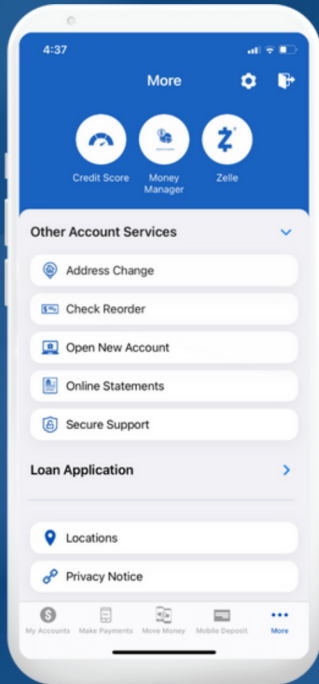 4:37
More
Credit Score
Money
Manager
Zelle
Other Account Services
Address Change
Check Reorder
Open New Account
Online Statements
Secure Support
Loan Application
Locations
Privacy Notice
My Accounts
Make Payments
Move Money
Mobile Deposit
More